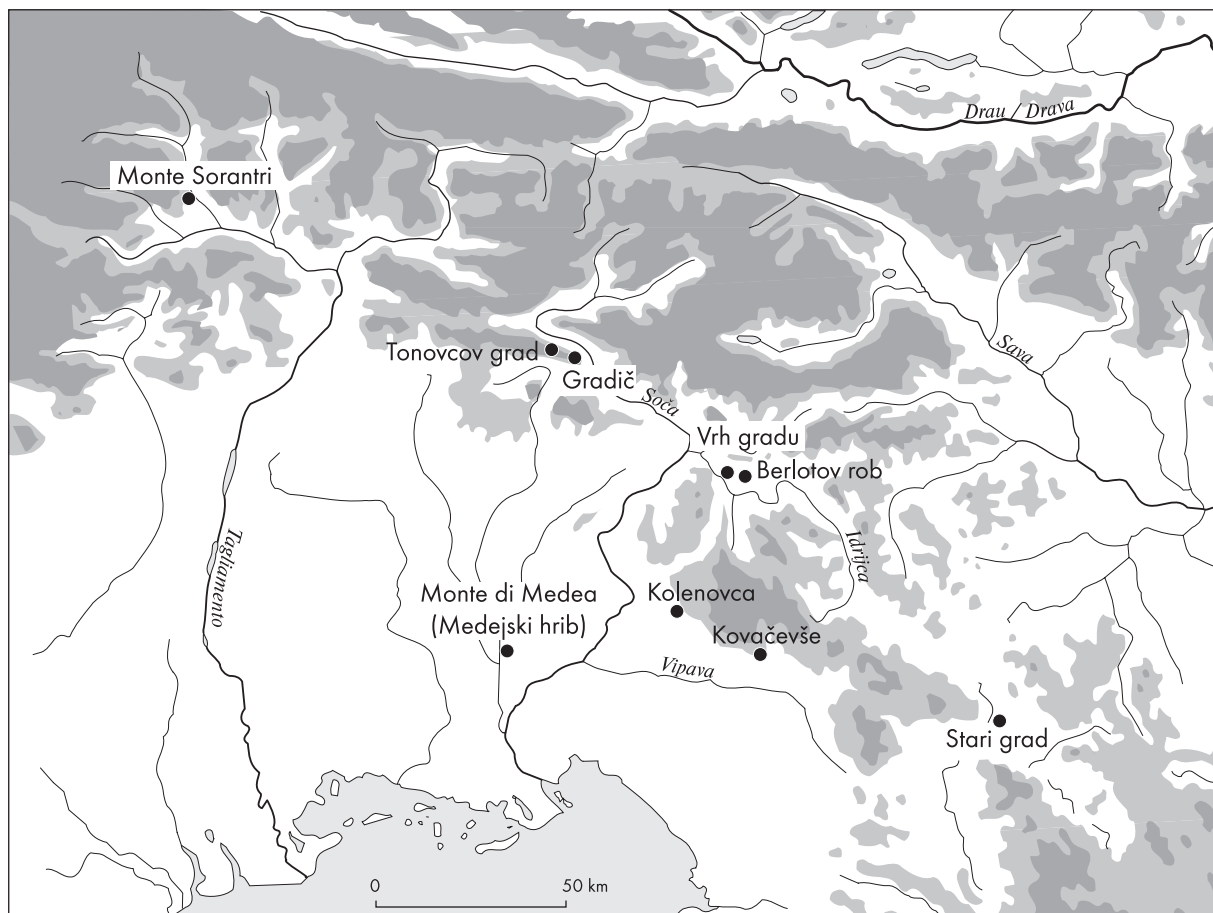 Drau / Drava
Monte Sorantri
Tonovcov grad
Gradič
Soča
Sava
Vrh gradu
Berlotov rob
Idrijca
Tagliamento
Monte di Medea
(Medejski hrib)
Kolenovca
Kovačevše
Vipava
Stari grad
0 50 km